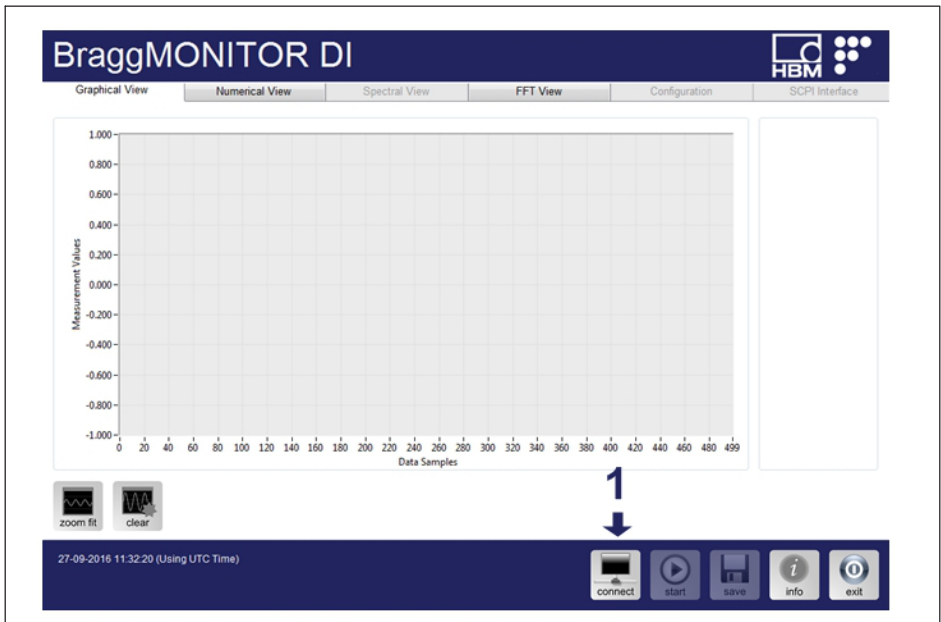 BraggMONITOR DI
HBM
Graphical View Numerical View Spectral View FFT View Configuration SCPI Interface
1.000
0.800
0.600
0.400
0.200
0.000
-0.200
-0.400
-0.600
-0.800
-1.000
Measurement Values
0 20 40 60 80 100 120 140 160 180 200 220 240 260 280 300 320 340 360 380 400 420 440 460 480 499
Data Samples
1
zoom fit clear
27-09-2016 11:32:20 (Using UTC Time)
connect start save info exit